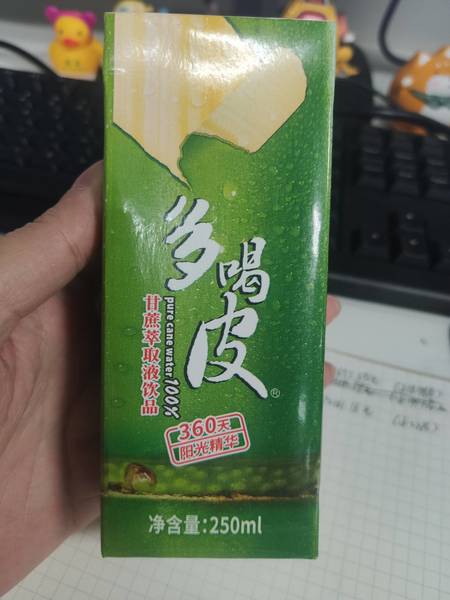 多喝皮®
pure cane water 100%
甘蔗萃取液饮品
360天
阳光精华
净含量:250ml